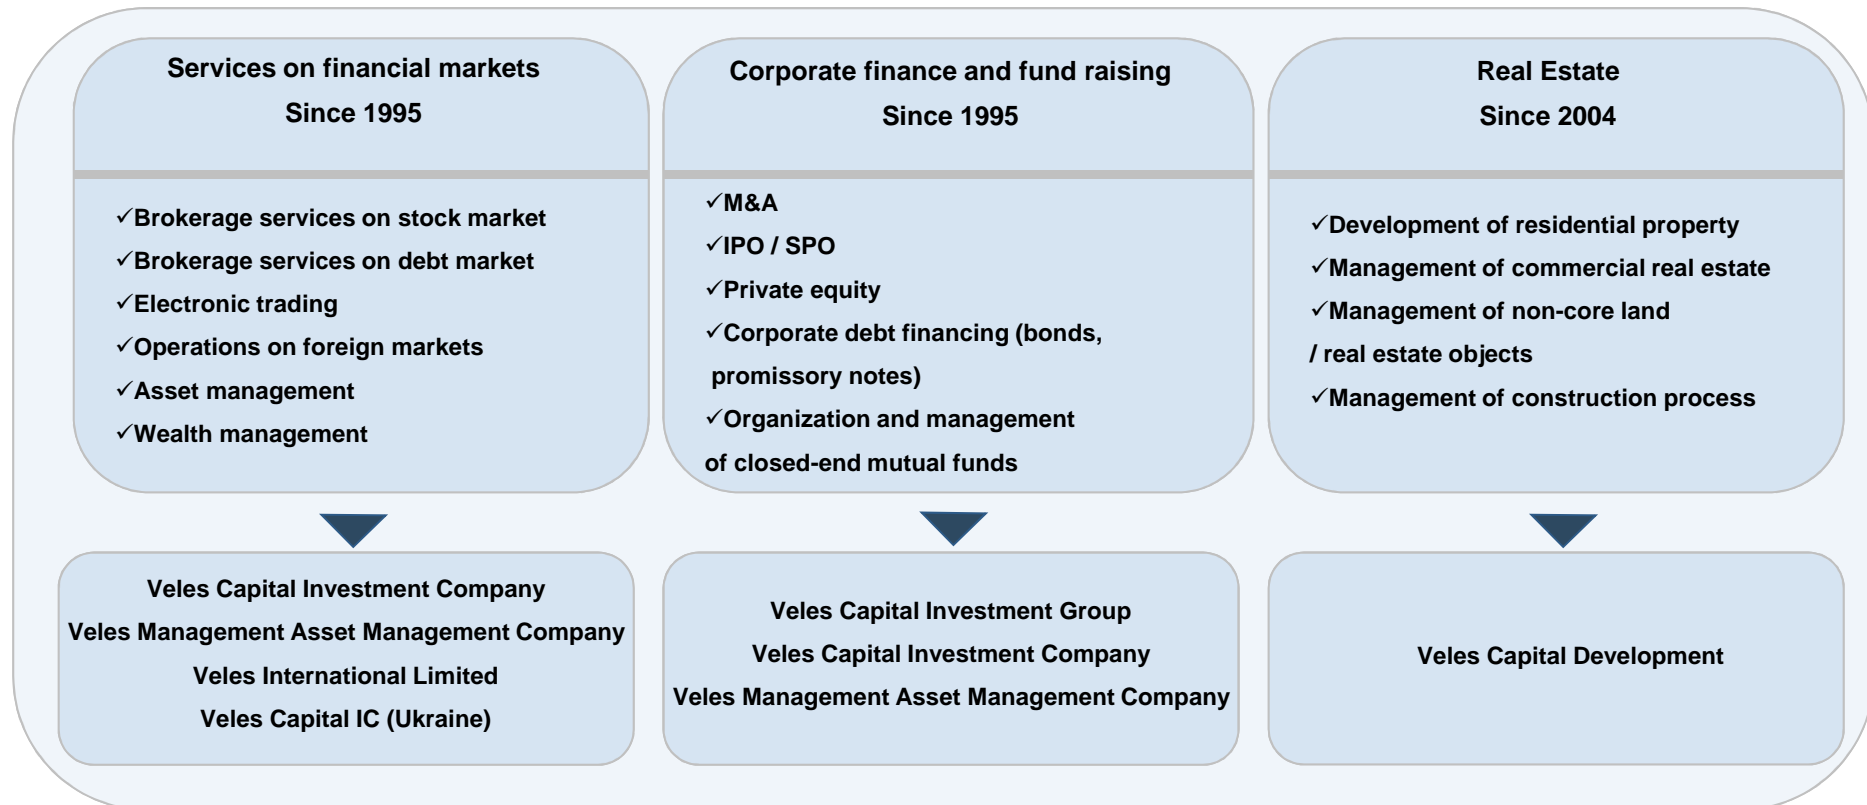 Services on financial markets
Since 1995
✓Brokerage services on stock market
✓Brokerage services on debt market
✓Electronic trading
✓Operations on foreign markets
✓Asset management
✓Wealth management
Veles Capital Investment Company
Veles Management Asset Management Company
Veles International Limited
Veles Capital IC (Ukraine)
Corporate finance and fund raising
Since 1995
✓M&A
✓IPO / SPO
✓Private equity
✓Corporate debt financing (bonds,
promissory notes)
✓Organization and management
of closed-end mutual funds
Veles Capital Investment Group
Veles Capital Investment Company
Veles Management Asset Management Company
Real Estate
Since 2004
✓Development of residential property
✓Management of commercial real estate
✓Management of non-core land
/ real estate objects
✓Management of construction process
Veles Capital Development